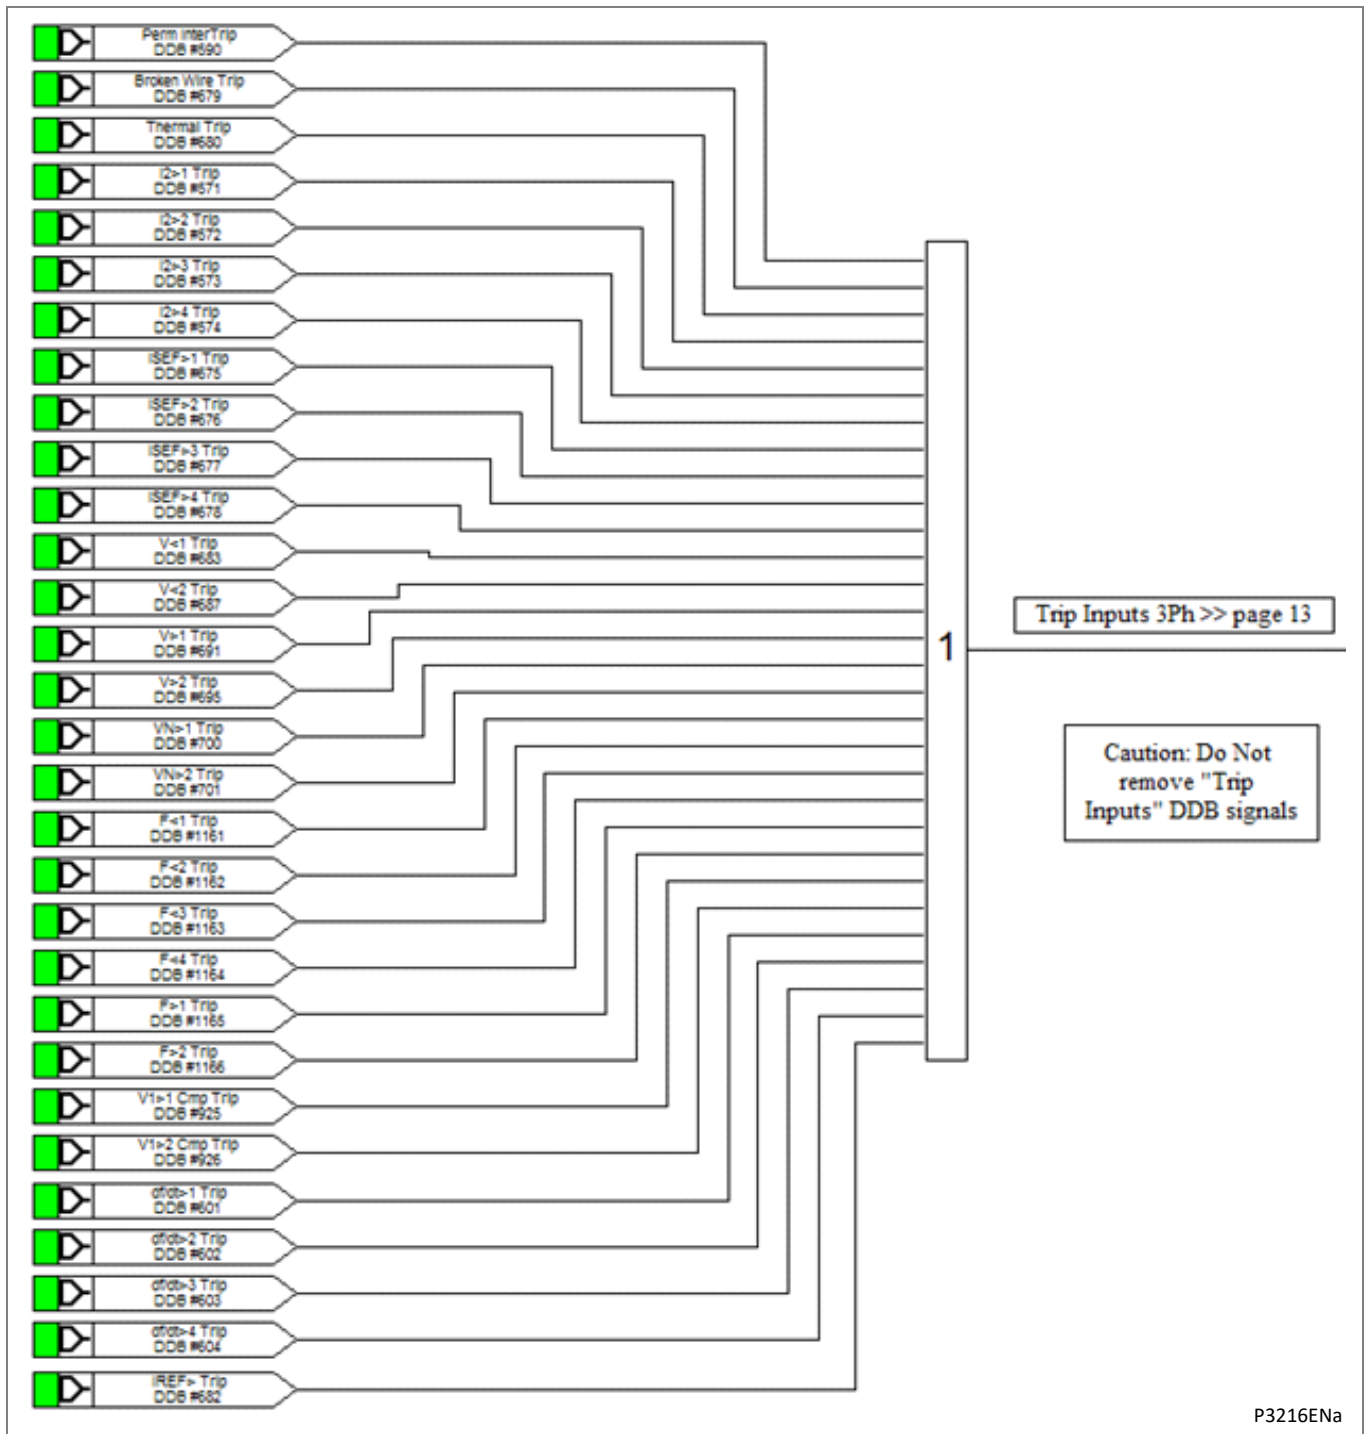 Perm InterTrip
DDB #590
Broken Wire Trip
DDB #679
Thermal Trip
DDB #680
I2>1 Trip
DDB #571
I2>2 Trip
DDB #572
I2>3 Trip
DDB #573
I2>4 Trip
DDB #574
ISEF>1 Trip
DDB #675
ISEF>2 Trip
DDB #676
ISEF>3 Trip
DDB #677
ISEF>4 Trip
DDB #678
V<1 Trip
DDB #683
V<2 Trip
DDB #687
V>1 Trip
DDB #691
V>2 Trip
DDB #695
VN>1 Trip
DDB #700
VN>2 Trip
DDB #701
F<1 Trip
DDB #1161
F<2 Trip
DDB #1162
F<3 Trip
DDB #1163
F<4 Trip
DDB #1164
F>1 Trip
DDB #1165
F>2 Trip
DDB #1166
V1>1 Cmp Trip
DDB #925
V1>2 Cmp Trip
DDB #926
df/dt>1 Trip
DDB #601
df/dt>2 Trip
DDB #602
df/dt>3 Trip
DDB #603
df/dt>4 Trip
DDB #604
IREF> Trip
DDB #682
1
Trip Inputs 3Ph >> page 13
Caution: Do Not
remove "Trip
Inputs" DDB signals
P3216ENa